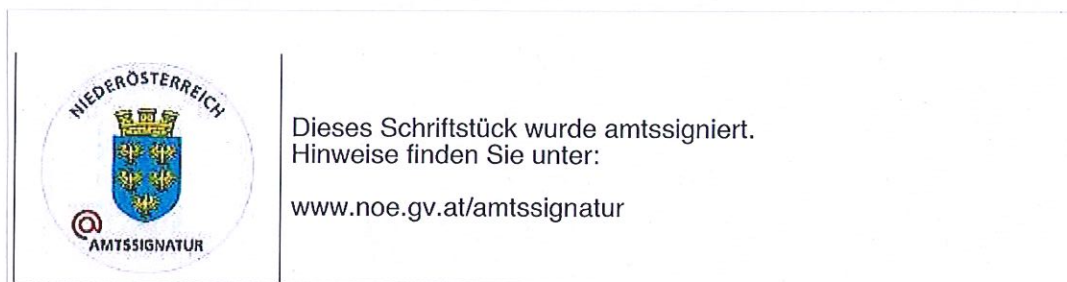 NIEDERÖSTERREICH
@
AMTSSIGNATUR
Dieses Schriftstück wurde amtssigniert.
Hinweise finden Sie unter:
www.noe.gv.at/amtssignatur